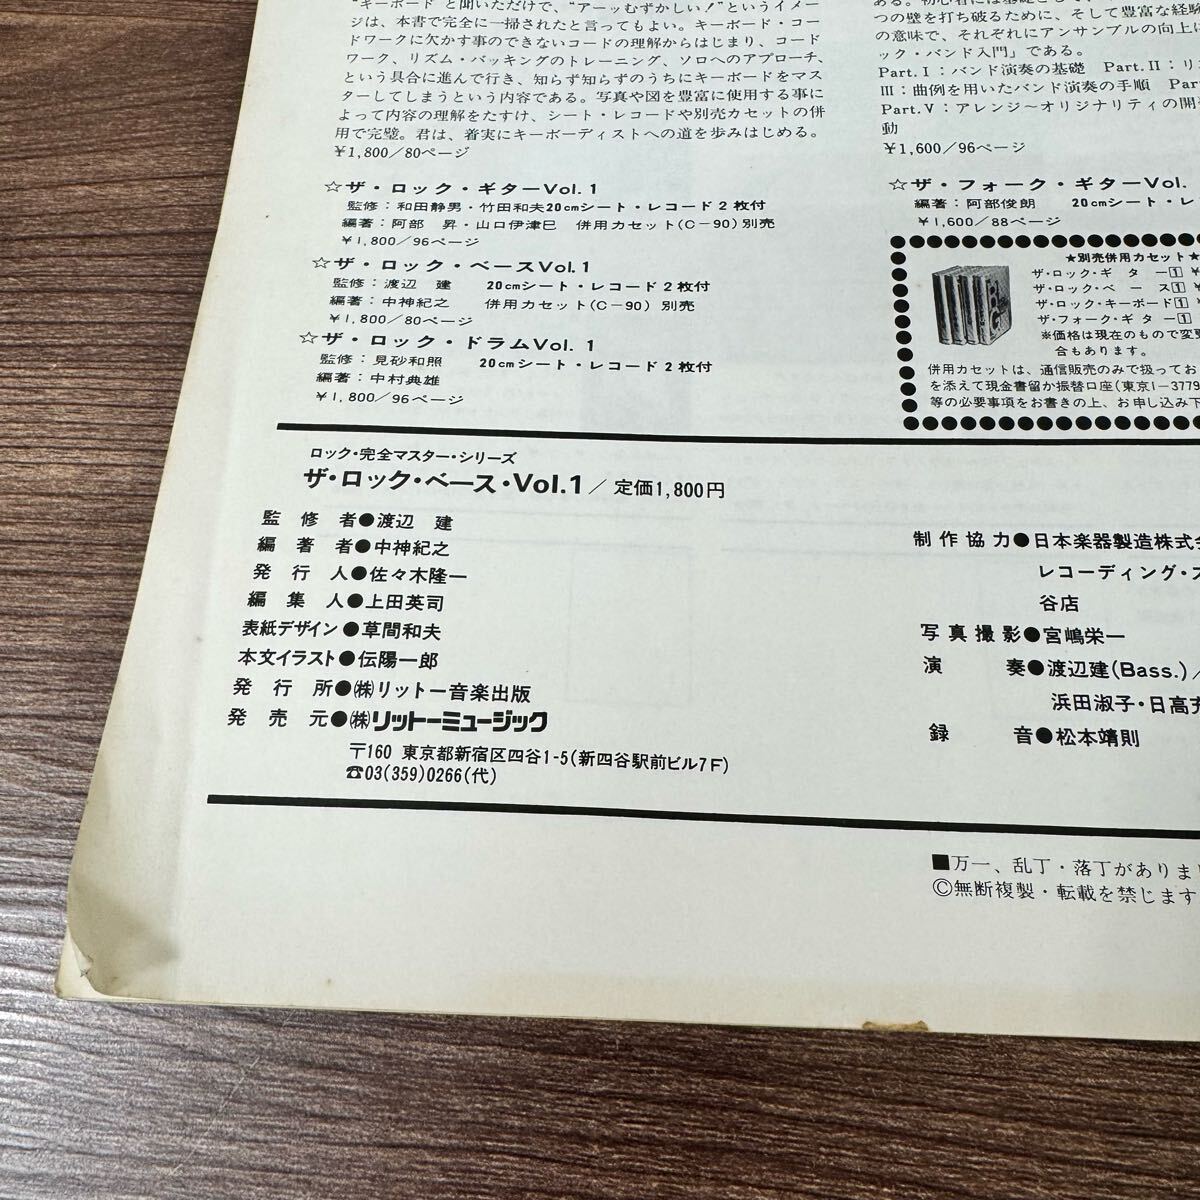 “キーボード”と聞いただけで、“アーッむずかしい！”というイメー
ジは、本書で完全に一掃されたと言ってもよい。キーボード・コー
ドワークに欠かす事のできないコードの理解からはじまり、コード
ワーク、リズム・バッキングのトレーニング、ソロへのアプローチ、
という具合に進んで行き、知らず知らずのうちにキーボードをマス
ターしてしまうという内容である。写真や図を豊富に使用する事に
よって内容の理解をたすけ、シート・レコードや別売カセットの併
用で完璧。君は、着実にキーボーディストへの道を歩みはじめる。
￥1,800/80ページ
☆ザ・ロック・ギターVol. 1
監修：和田静男・竹田和夫20cmシート・レコード２枚付
編著：阿部 昇・山口伊津巳 併用カセット(C-90)別売
￥1,800/96ページ
☆ザ・ロック・ベースVol. 1
監修：渡辺 建 20cmシート・レコード２枚付
編著：中神紀之 併用カセット(C-90) 別売
￥1,800/80ページ
☆ザ・ロック・ドラムVol. 1
監修：見砂和照 20cmシート・レコード２枚付
編著：中村典雄
￥1,800/96ページ
つの壁を打ち破るために、そして豊富な経験
の意味で、それぞれにアンサンブルの向上に
ック・バンド入門」である。
Part.I：バンド演奏の基礎 Part.II：リ
III：曲例を用いたバンド演奏の手順 Par
Part.V：アレンジ～オリジナリティの開
動
￥1,600/96ページ
☆ザ・フォーク・ギターVol.
編著：阿部俊朗 20cmシート・レ
￥1,600/88ページ
★別売併用カセット★
ザ・ロック・ギ ター1 ￥
ザ・ロック・ベ ース1 ￥
ザ・ロック・キーボード1
ザ・フォーク・ギター1
※価格は現在のもので変更
合もあります。
併用カセットは、通信販売のみで扱ってお
を添えて現金書留か振替口座(東京1-3779
等の必要事項をお書きの上、お申し込み下
ロック・完全マスター・シリーズ
ザ・ロック・ベース・Vol.1／定価1,800円
監修者●渡辺 建
編著者●中神紀之
発行人●佐々木隆一
編集人●上田英司
表紙デザイン●草間和夫
本文イラスト●伝陽一郎
発行所●㈱リットー音楽出版
発売元●㈱リットーミュージック
〒160 東京都新宿区四谷1-5(新四谷駅前ビル7F)
☎03(359)0266(代)
制作協力●日本楽器製造株式会
レコーディング・ス
谷店
写真撮影●宮嶋栄一
演奏●渡辺建(Bass.)／
浜田淑子・日高
録音●松本靖則
■万一、乱丁・落丁がありまし
Ⓒ無断複製・転載を禁じます